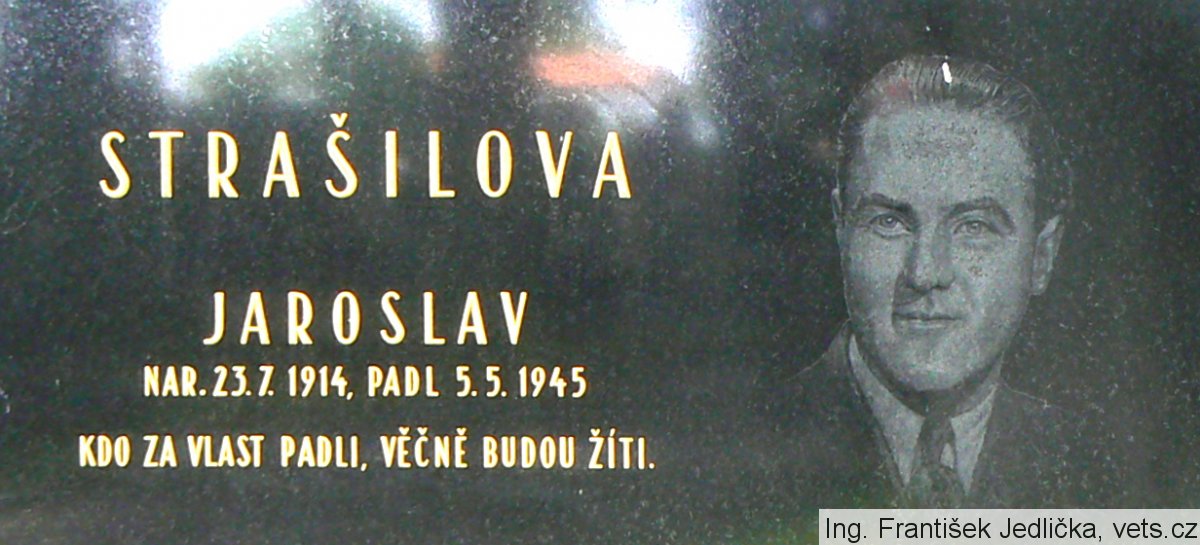 STRAŠILOVA
JAROSLAV
NAR. 23. 7. 1914, PADL 5. 5. 1945
KDO ZA VLAST PADLI, VĚČNĚ BUDOU ŽÍTI.
Ing. František Jedlička, vets.cz